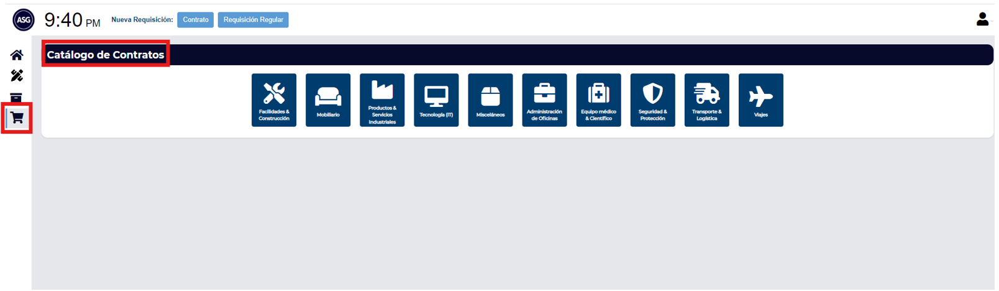 ASG
9:40 PM
Nueva Requisición:
Contrato
Requisición Regular
Catálogo de Contratos
Facilidades &
Construcción
Mobiliario
Productos &
Servicios
Industriales
Tecnología (IT)
Misceláneos
Administración
de Oficinas
Equipo médico
& Científico
Seguridad &
Protección
Transporte &
Logística
Viajes